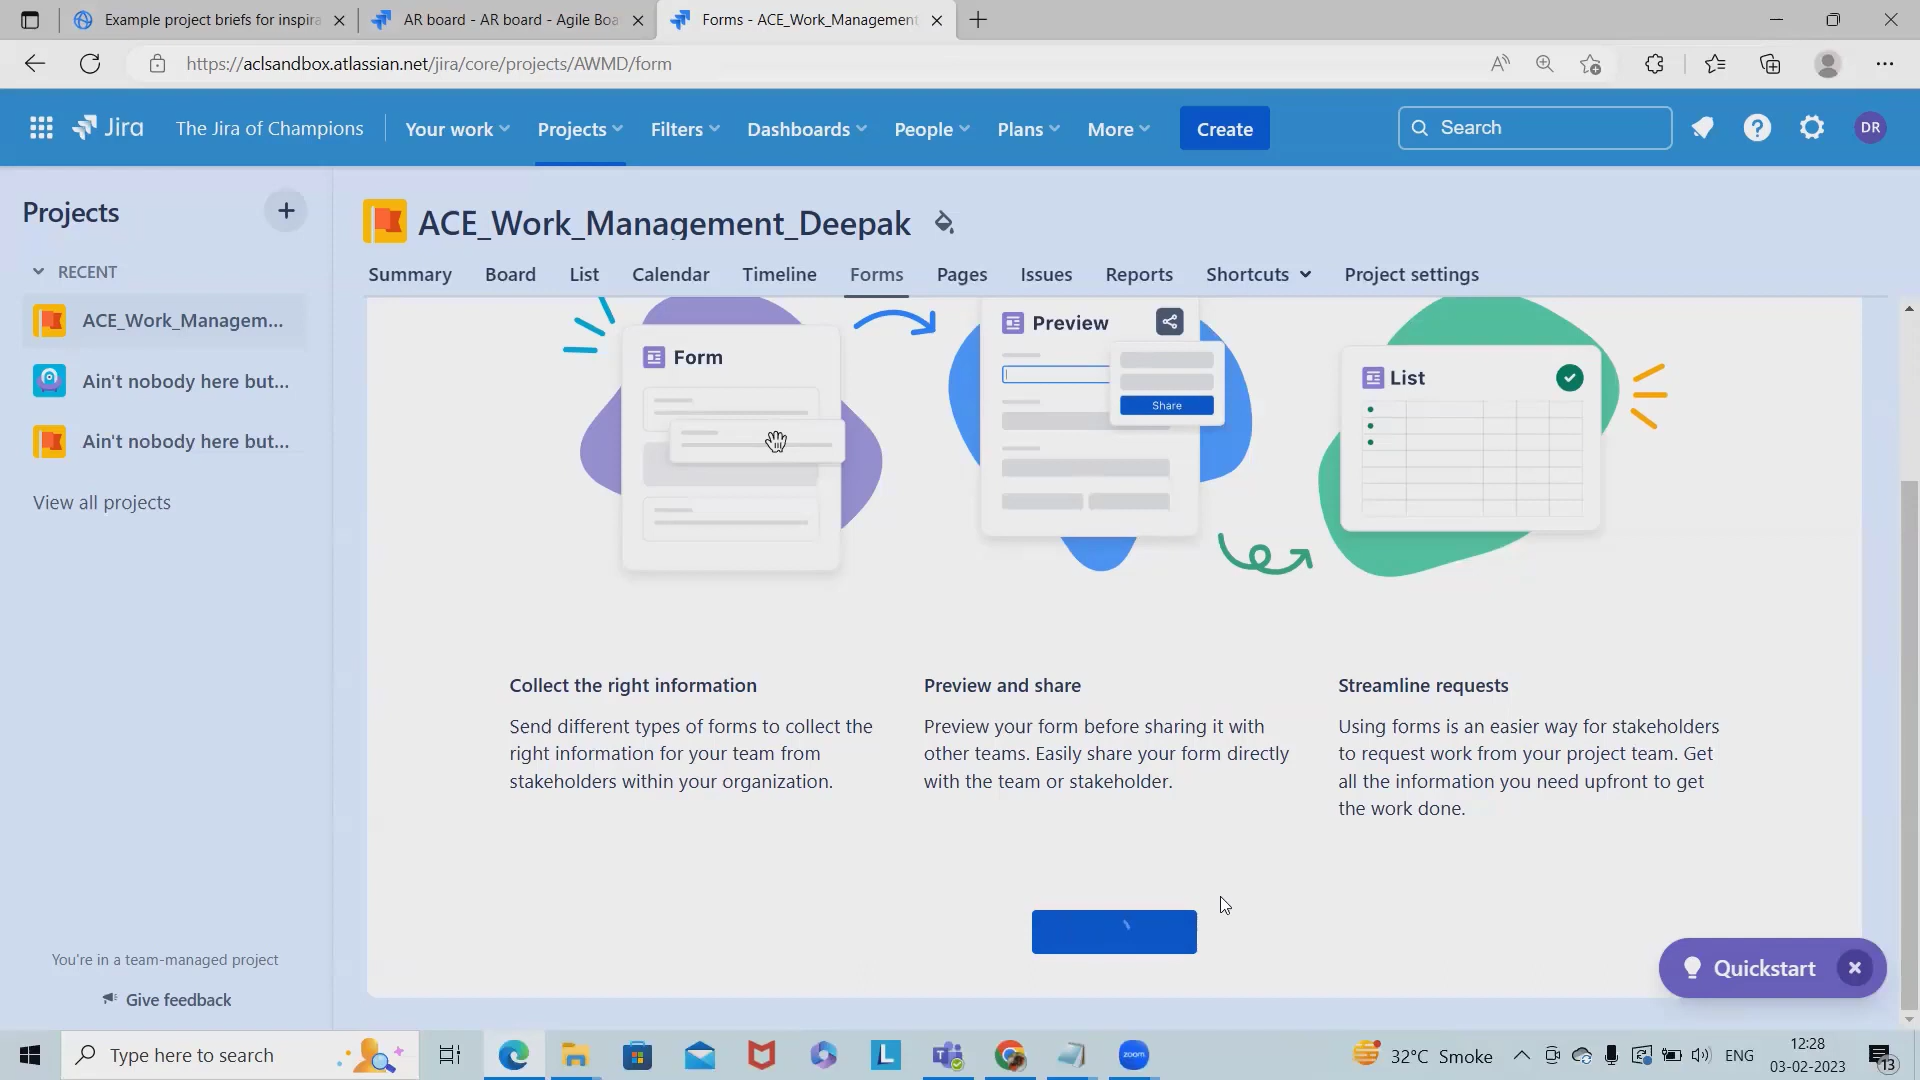 Example project briefs for inspira
AR board - AR board - Agile Boa
Forms - ACE_Work_Management
https://aclsandbox.atlassian.net/jira/core/projects/AWMD/form
Jira
The Jira of Champions
Your work
Projects
Filters
Dashboards
People
Plans
More
Create
Search
DR
Projects
RECENT
ACE_Work_Managem...
Ain't nobody here but...
Ain't nobody here but...
View all projects
You're in a team-managed project
Give feedback
ACE_Work_Management_Deepak
Summary
Board
List
Calendar
Timeline
Forms
Pages
Issues
Reports
Shortcuts
Project settings
Form
Preview
Share
List
Collect the right information
Send different types of forms to collect the
right information for your team from
stakeholders within your organization.
Preview and share
Preview your form before sharing it with
other teams. Easily share your form directly
with the team or stakeholder.
Streamline requests
Using forms is an easier way for stakeholders
to request work from your project team. Get
all the information you need upfront to get
the work done.
Quickstart
Type here to search
L
zoom
32°C Smoke
ENG
12:28
03-02-2023
13